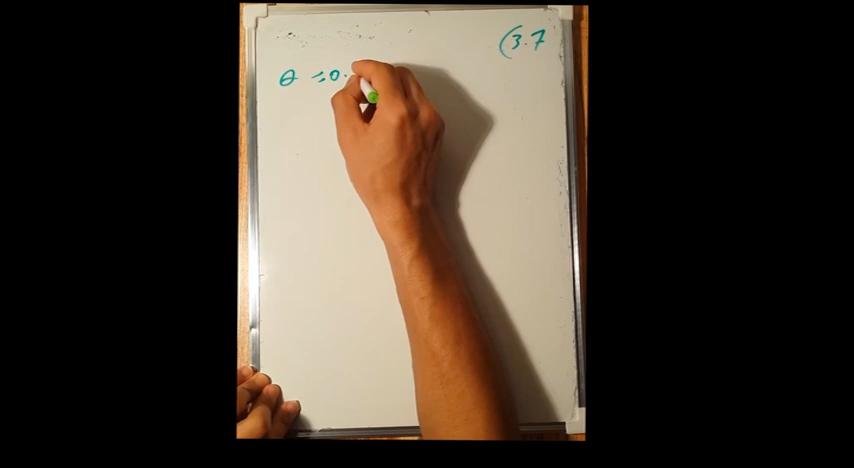 (3.7
θ = 0.